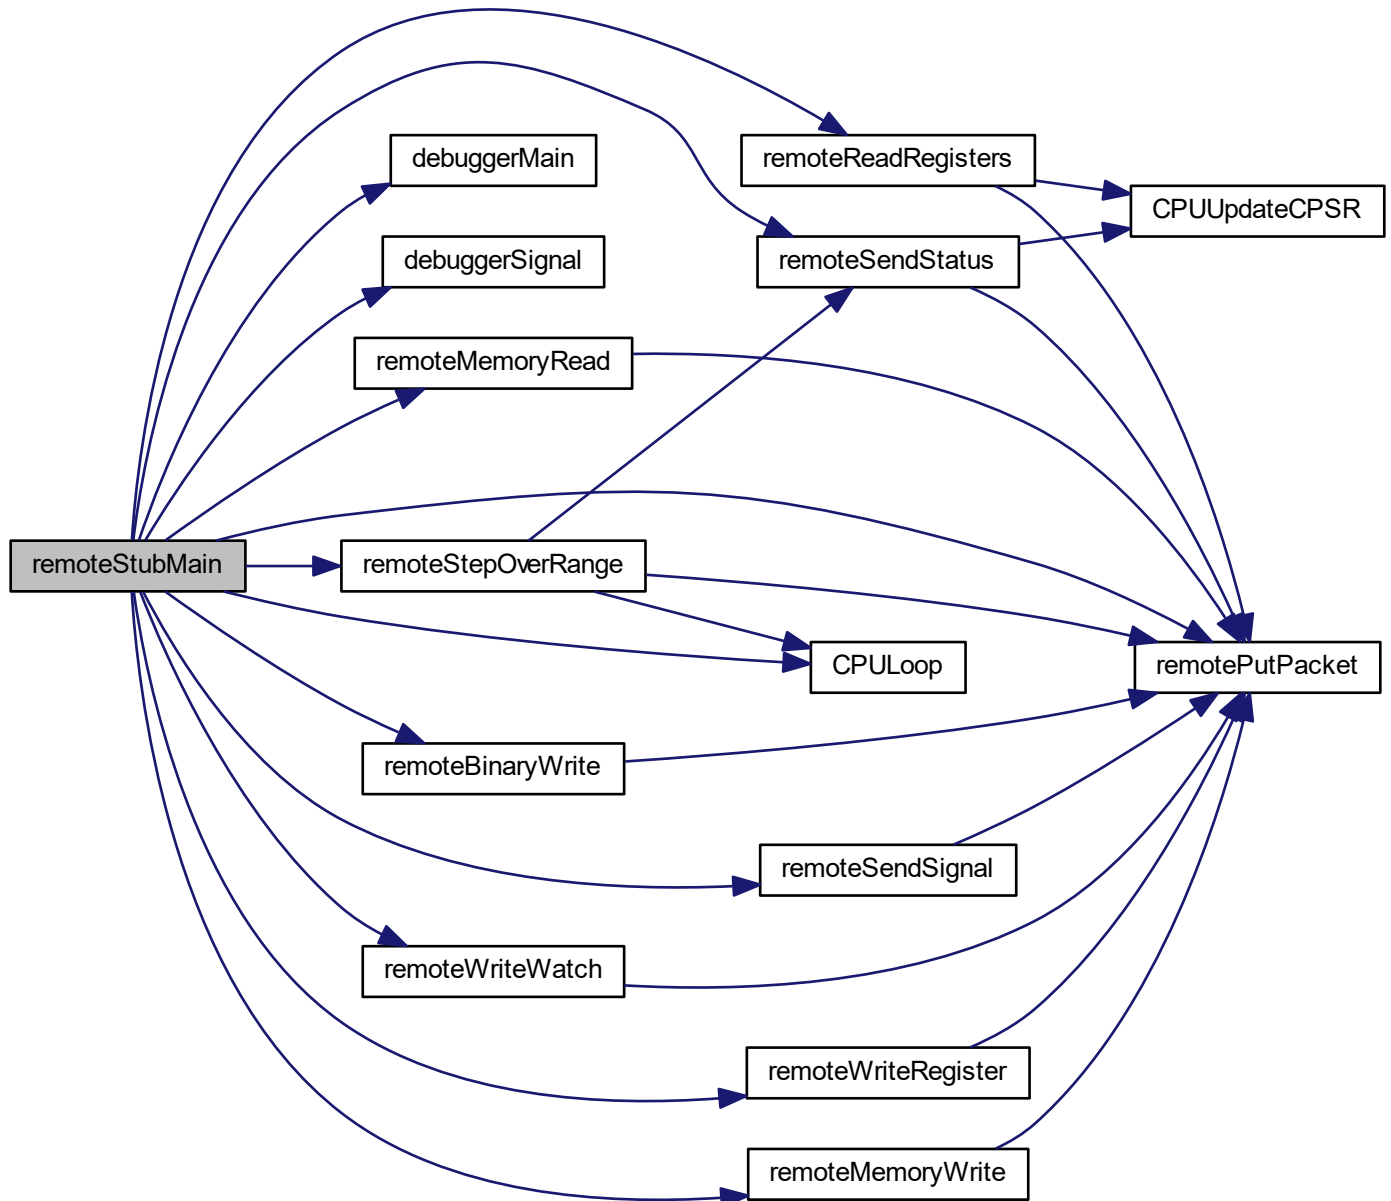 debuggerMain
remoteReadRegisters
CPUUpdateCPSR
debuggerSignal
remoteSendStatus
remoteMemoryRead
remoteStubMain
remoteStepOverRange
CPULoop
remotePutPacket
remoteBinaryWrite
remoteSendSignal
remoteWriteWatch
remoteWriteRegister
remoteMemoryWrite